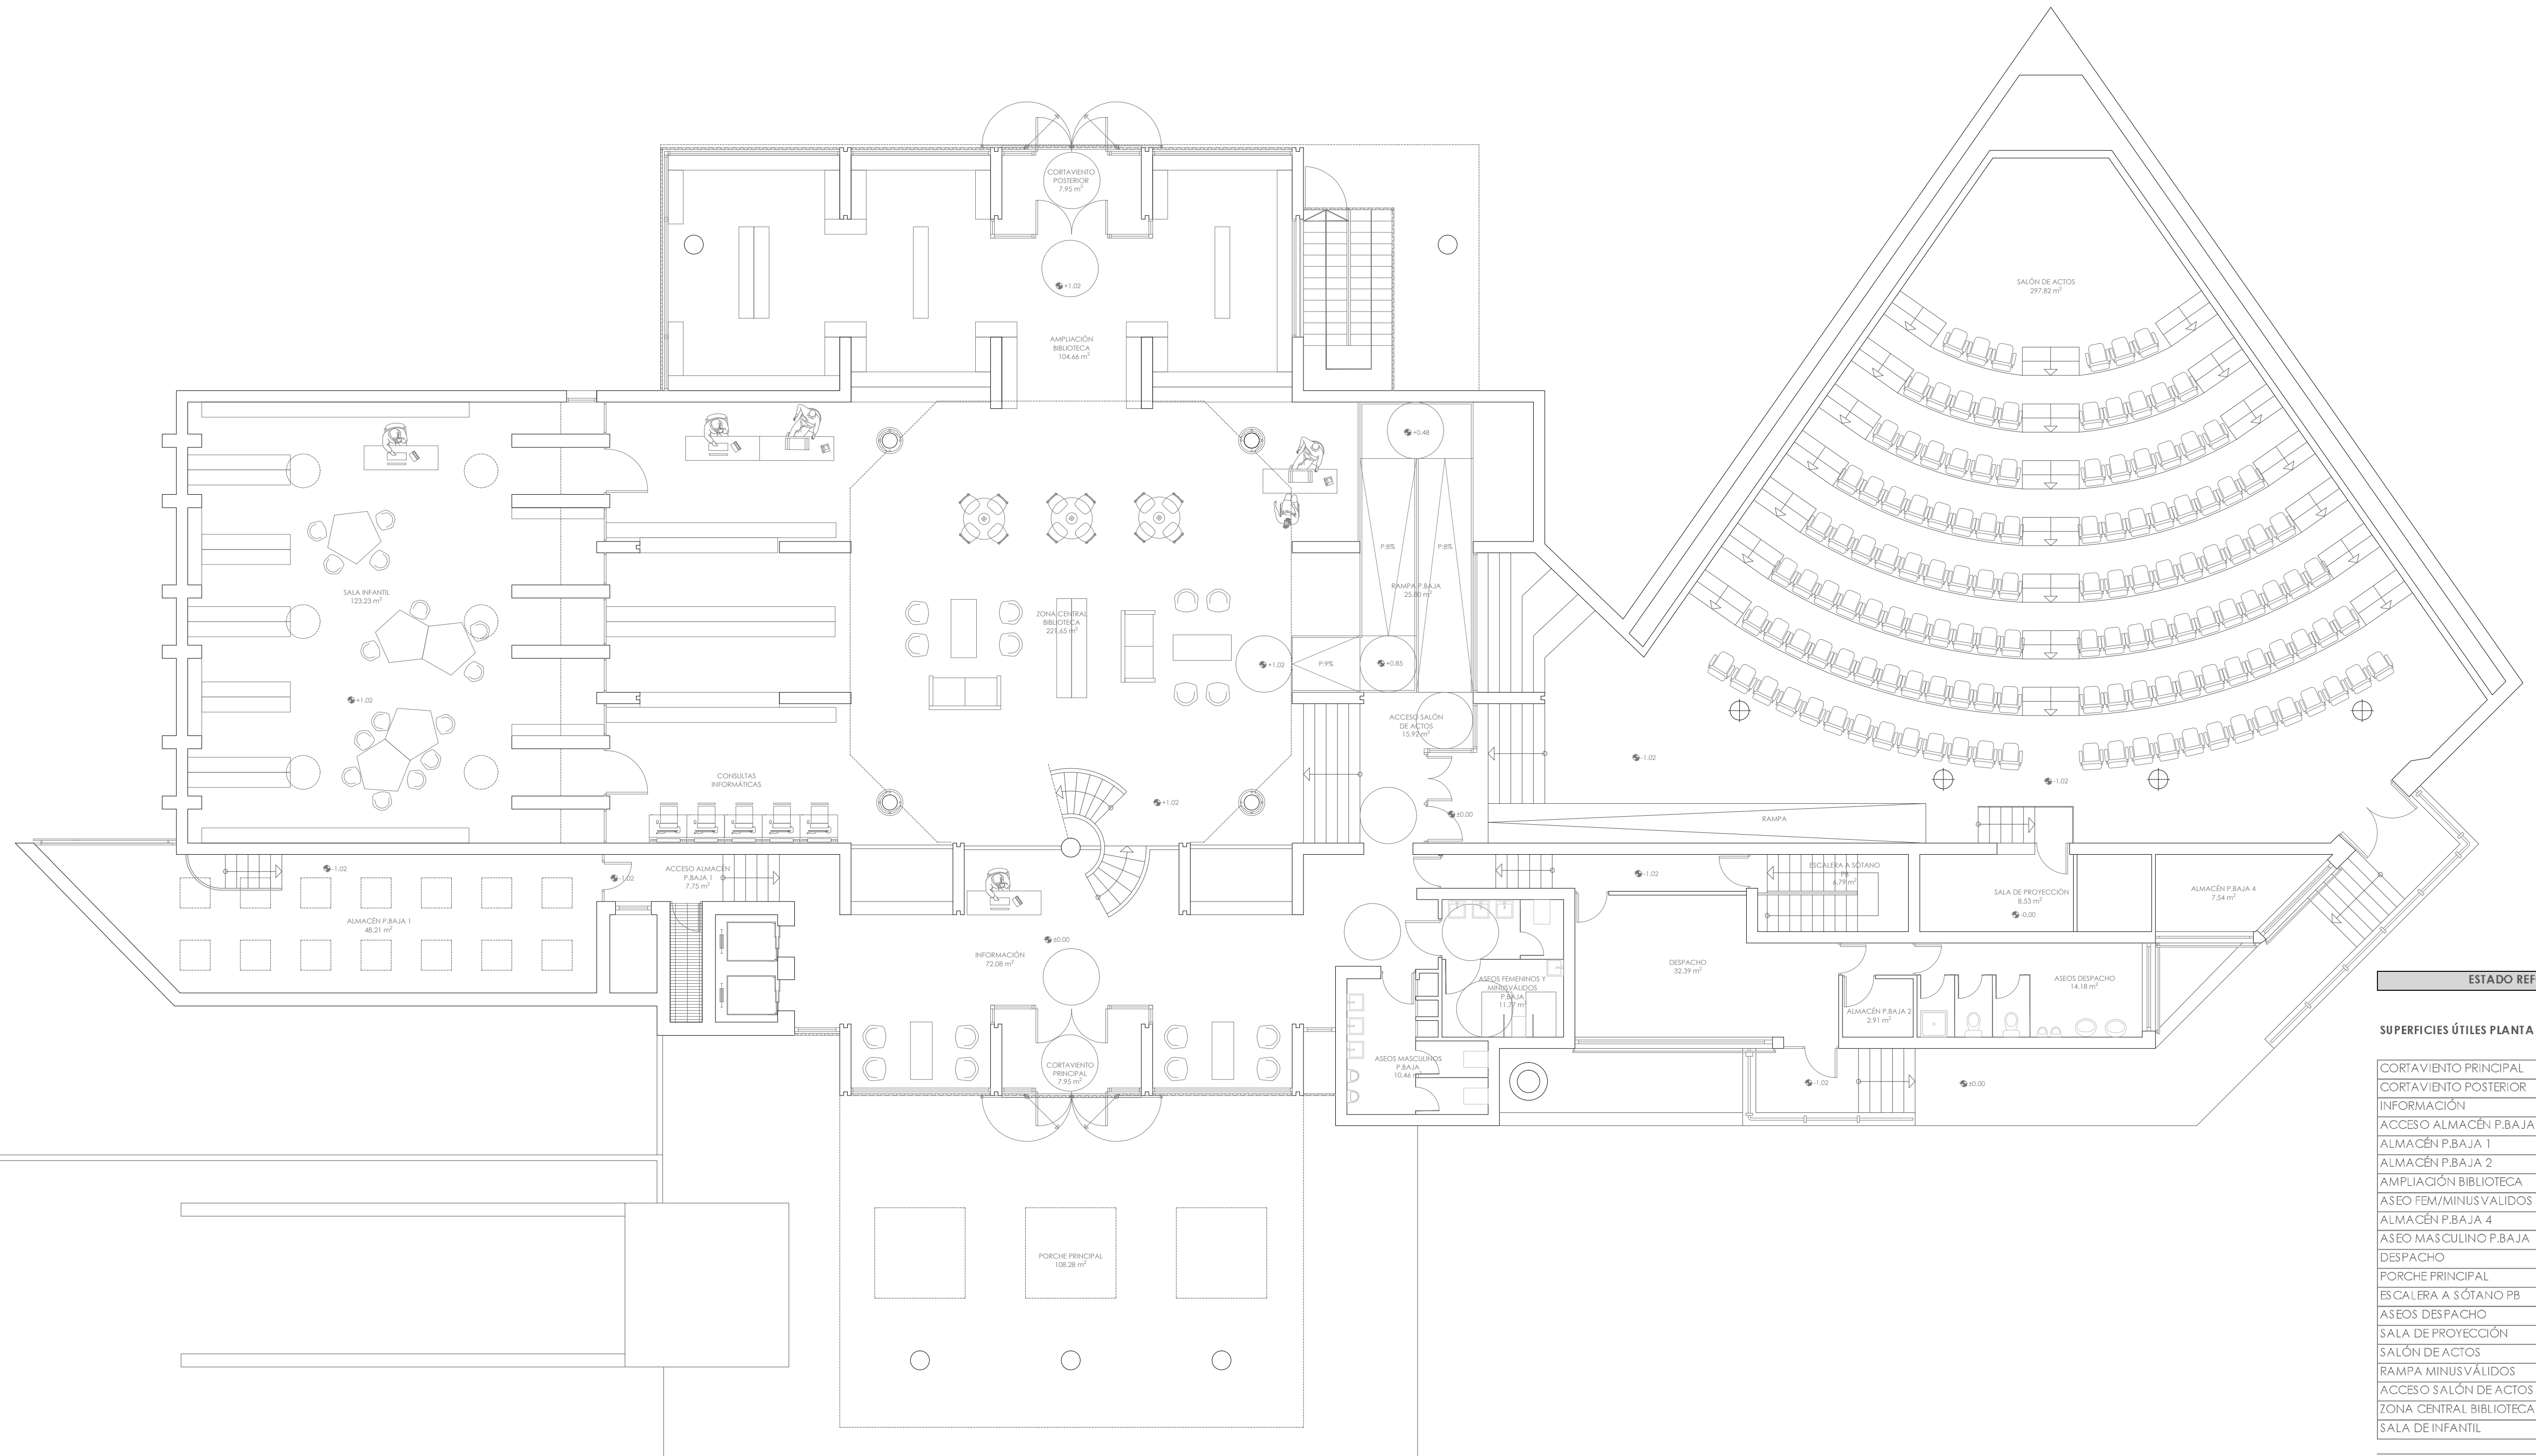 CORTAVIENTO
POSTERIOR
7.95 m²
+1.02
AMPLIACIÓN
BIBLIOTECA
104.66 m²
SALÓN DE ACTOS
297.82 m²
+0.48
P:8%
P:8%
RAMPA P.BAJA
25.80 m²
SALA INFANTIL
123.23 m²
ZONA CENTRAL
BIBLIOTECA
221.65 m²
+1.02
P:9%
+0.85
+1.02
ACCESO SALÓN
DE ACTOS
15.92 m²
-1.02
-1.02
CONSULTAS
INFORMÁTICAS
+1.02
±0.00
RAMPA
-1.02
-1.02
ACCESO ALMACÉN
P.BAJA 1
7.75 m²
ESCALERA A SÓTANO
PB
6.79 m²
-1.02
SALA DE PROYECCIÓN
8.53 m²
-0.00
ALMACÉN P.BAJA 4
7.54 m²
ALMACÉN P.BAJA 1
48.21 m²
±0.00
INFORMACIÓN
72.08 m²
DESPACHO
32.39 m²
ASEOS FEMENINOS Y
MINUSVÁLIDOS
P.BAJA
11.77 m²
ASEOS DESPACHO
14.18 m²
ALMACÉN P.BAJA 2
2.91 m²
CORTAVIENTO
PRINCIPAL
7.95 m²
ASEOS MASCULINOS
P.BAJA
10.46 m²
-1.02
±0.00
PORCHE PRINCIPAL
108.28 m²
ESTADO REF
SUPERFICIES ÚTILES PLANTA
CORTAVIENTO PRINCIPAL
CORTAVIENTO POSTERIOR
INFORMACIÓN
ACCESO ALMACÉN P.BAJA
ALMACÉN P.BAJA 1
ALMACÉN P.BAJA 2
AMPLIACIÓN BIBLIOTECA
ASEO FEM/MINUSVALIDOS
ALMACÉN P.BAJA 4
ASEO MASCULINO P.BAJA
DESPACHO
PORCHE PRINCIPAL
ESCALERA A SÓTANO PB
ASEOS DESPACHO
SALA DE PROYECCIÓN
SALÓN DE ACTOS
RAMPA MINUSVÁLIDOS
ACCESO SALÓN DE ACTOS
ZONA CENTRAL BIBLIOTECA
SALA DE INFANTIL